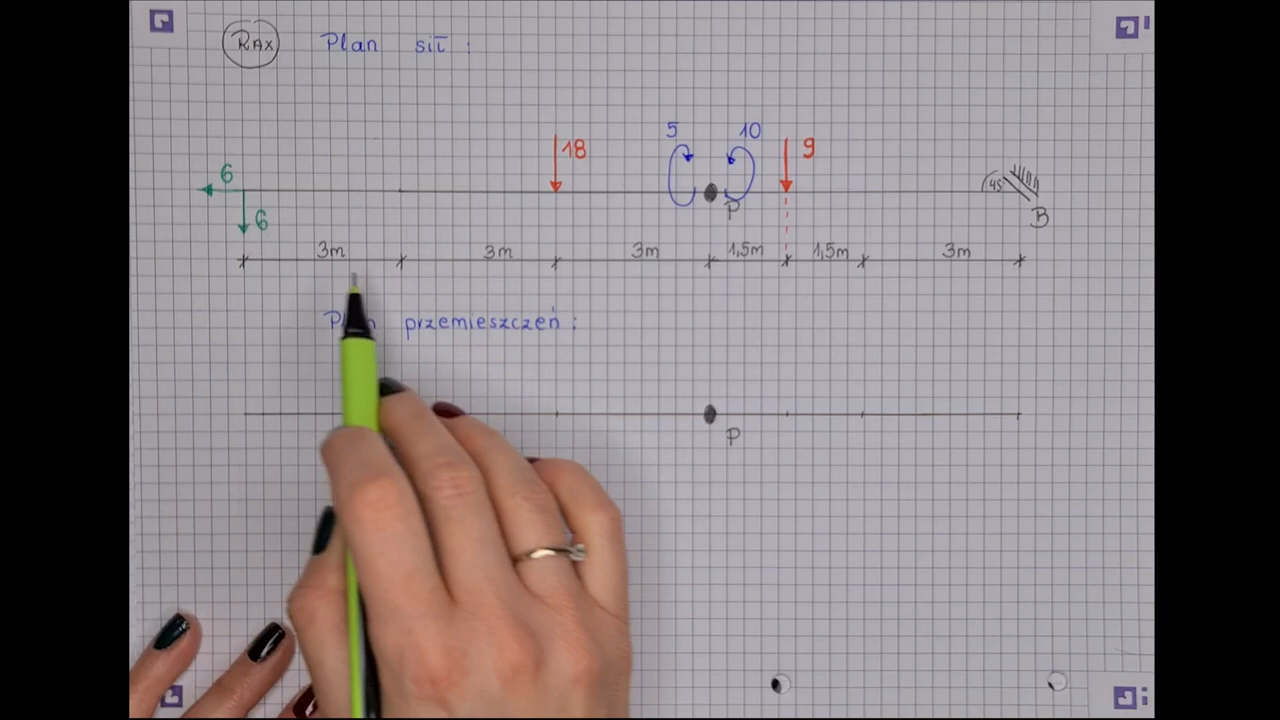 RAX Plan sił :
5 10
18 9
6
6
P
45
B
3m 3m 3m 1,5m 1,5m 3m
Plan przemieszczeń :
P